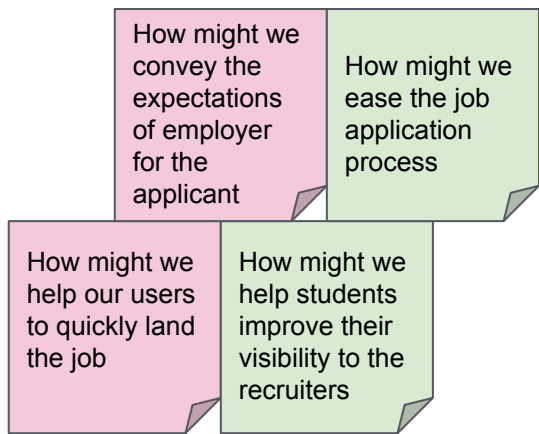 How might we
convey the
expectations
of employer
for the
applicant
How might we
ease the job
application
process
How might we
help our users
to quickly land
the job
How might we
help students
improve their
visibility to the
recruiters